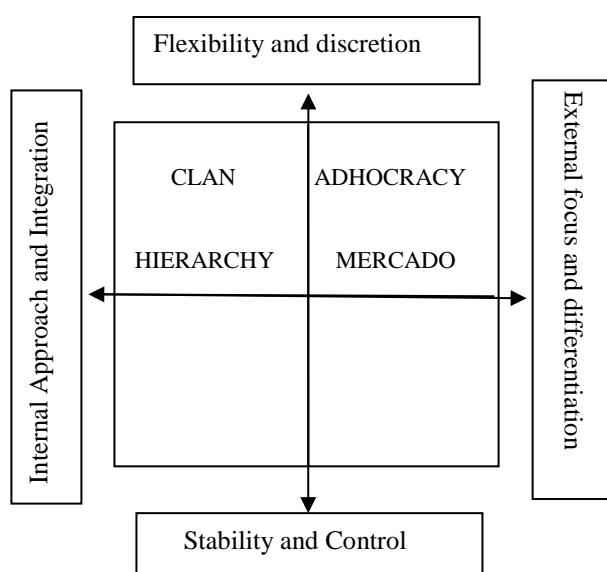 Flexibility and discretion
Internal Approach and Integration
External focus and differentiation
CLAN
ADHOCRACY
HIERARCHY
MERCADO
Stability and Control